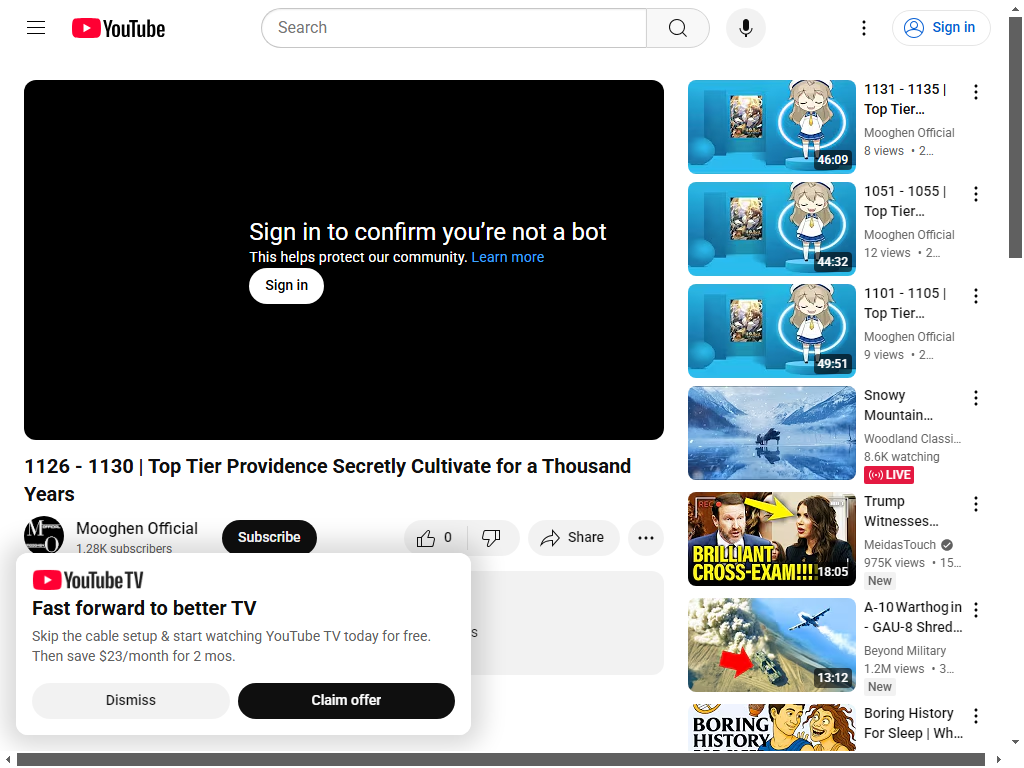 YouTube
Search
Sign in
Sign in to confirm you’re not a bot
This helps protect our community. Learn more
Sign in
1126 - 1130 | Top Tier Providence Secretly Cultivate for a Thousand
Years
Mooghen Official
1.28K subscribers
Subscribe
0
Share
YouTube TV
Fast forward to better TV
Skip the cable setup & start watching YouTube TV today for free.
Then save $23/month for 2 mos.
Dismiss
Claim offer
46:09
1131 - 1135 |
Top Tier…
Mooghen Official
8 views • 2…
44:32
1051 - 1055 |
Top Tier…
Mooghen Official
12 views • 2…
49:51
1101 - 1105 |
Top Tier…
Mooghen Official
9 views • 2…
Snowy
Mountain…
Woodland Classi…
8.6K watching
LIVE
REC
BRILLIANT
CROSS-EXAM!!!!
18:05
Trump
Witnesses…
MeidasTouch
975K views • 15…
New
13:12
A-10 Warthog in
- GAU-8 Shred…
Beyond Military
1.2M views • 3…
New
BORING
HISTORY
Boring History
For Sleep | Wh…